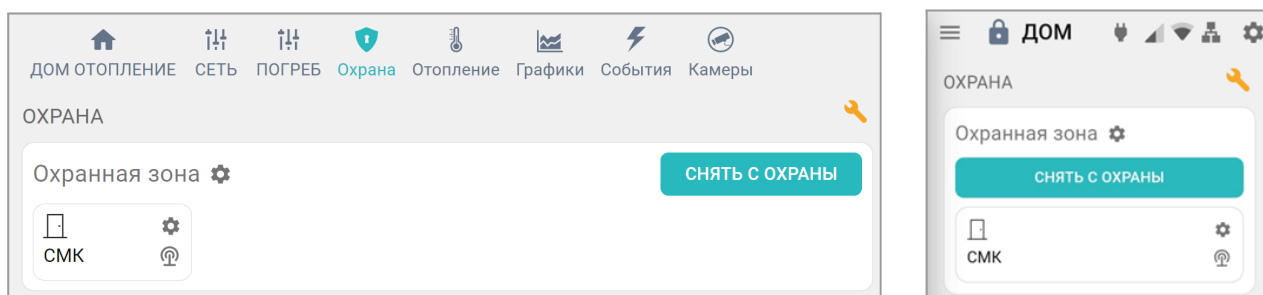 ДОМ ОТОПЛЕНИЕ СЕТЬ ПОГРЕБ Охрана Отопление Графики События Камеры
ОХРАНА
Охранная зона СНЯТЬ С ОХРАНЫ
СМК
ДОМ
ОХРАНА
Охранная зона
СНЯТЬ С ОХРАНЫ
СМК